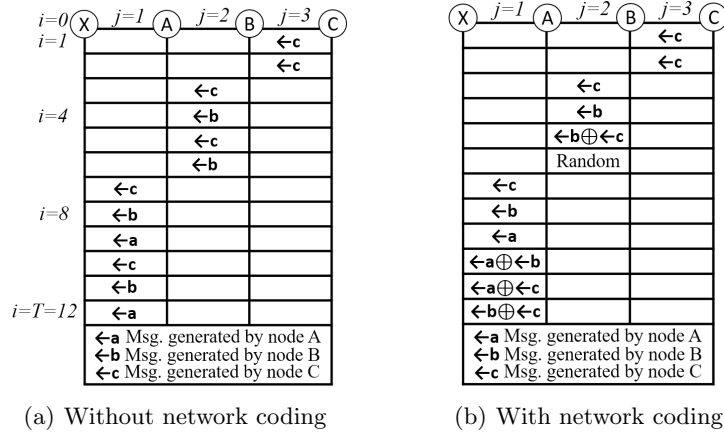 i=0 X j=1 A j=2 B j=3 C
i=1 ←c
←c
←c
i=4 ←b
←c
←b
←c
i=8 ←b
←a
←c
←b
i=T=12 ←a
←a Msg. generated by node A
←b Msg. generated by node B
←c Msg. generated by node C
(a) Without network coding
X j=1 A j=2 B j=3 C
←c
←c
←c
←b
←b⊕←c
Random
←c
←b
←a
←a⊕←b
←a⊕←c
←b⊕←c
←a Msg. generated by node A
←b Msg. generated by node B
←c Msg. generated by node C
(b) With network coding